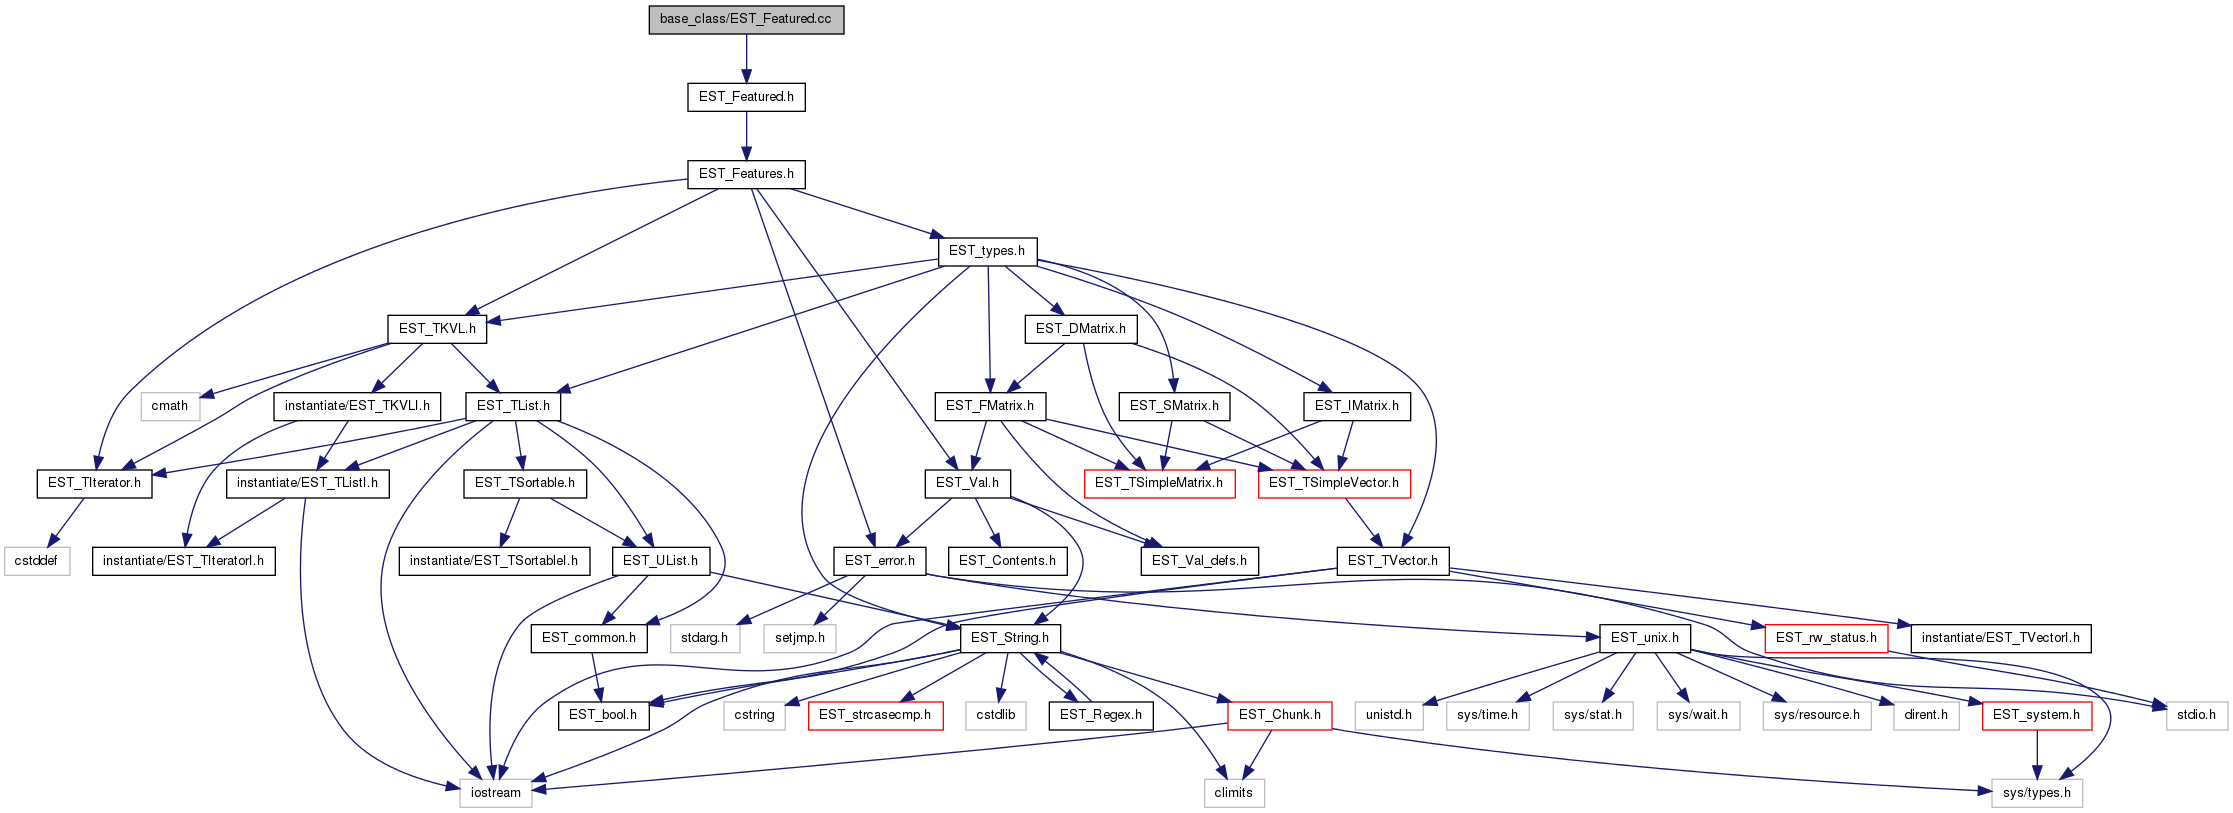 base_class/EST_Featured.cc
EST_Featured.h
EST_Features.h
EST_types.h
EST_TKVL.h
EST_DMatrix.h
cmath
instantiate/EST_TKVLI.h
EST_TList.h
EST_FMatrix.h
EST_SMatrix.h
EST_IMatrix.h
EST_TIterator.h
instantiate/EST_TListI.h
EST_TSortable.h
EST_Val.h
EST_TSimpleMatrix.h
EST_TSimpleVector.h
cstddef
instantiate/EST_TIteratorI.h
instantiate/EST_TSortableI.h
EST_UList.h
EST_error.h
EST_Contents.h
EST_Val_defs.h
EST_TVector.h
EST_common.h
stdarg.h
setjmp.h
EST_String.h
EST_unix.h
EST_rw_status.h
instantiate/EST_TVectorI.h
EST_bool.h
cstring
EST_strcasecmp.h
cstdlib
EST_Regex.h
EST_Chunk.h
unistd.h
sys/time.h
sys/stat.h
sys/wait.h
sys/resource.h
dirent.h
EST_system.h
stdio.h
iostream
climits
sys/types.h